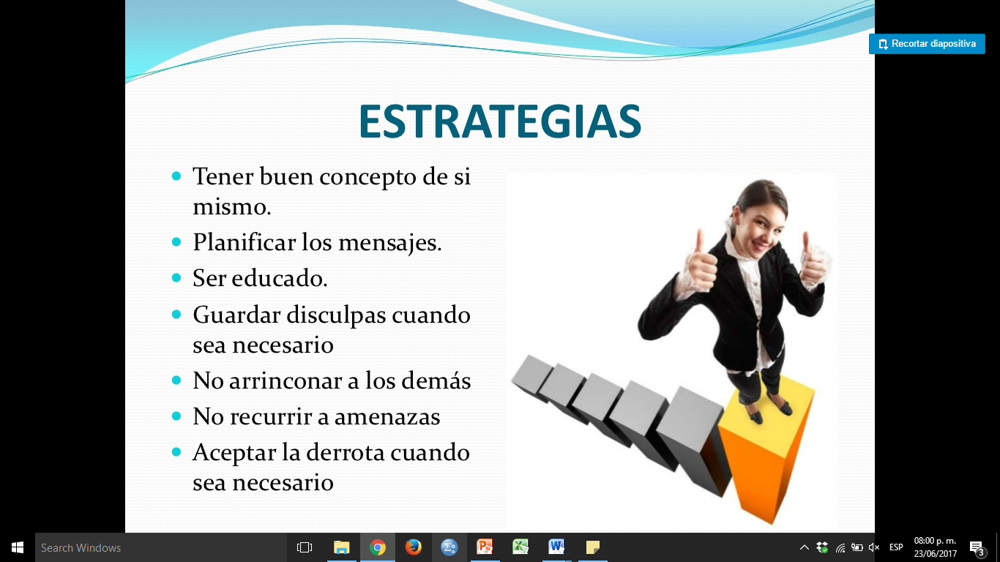 Recortar diapositiva
ESTRATEGIAS
• Tener buen concepto de si
mismo.
• Planificar los mensajes.
• Ser educado.
• Guardar disculpas cuando
sea necesario
• No arrinconar a los demás
• No recurrir a amenazas
• Aceptar la derrota cuando
sea necesario
Search Windows
ESP
08:00 p. m.
23/06/2017
3